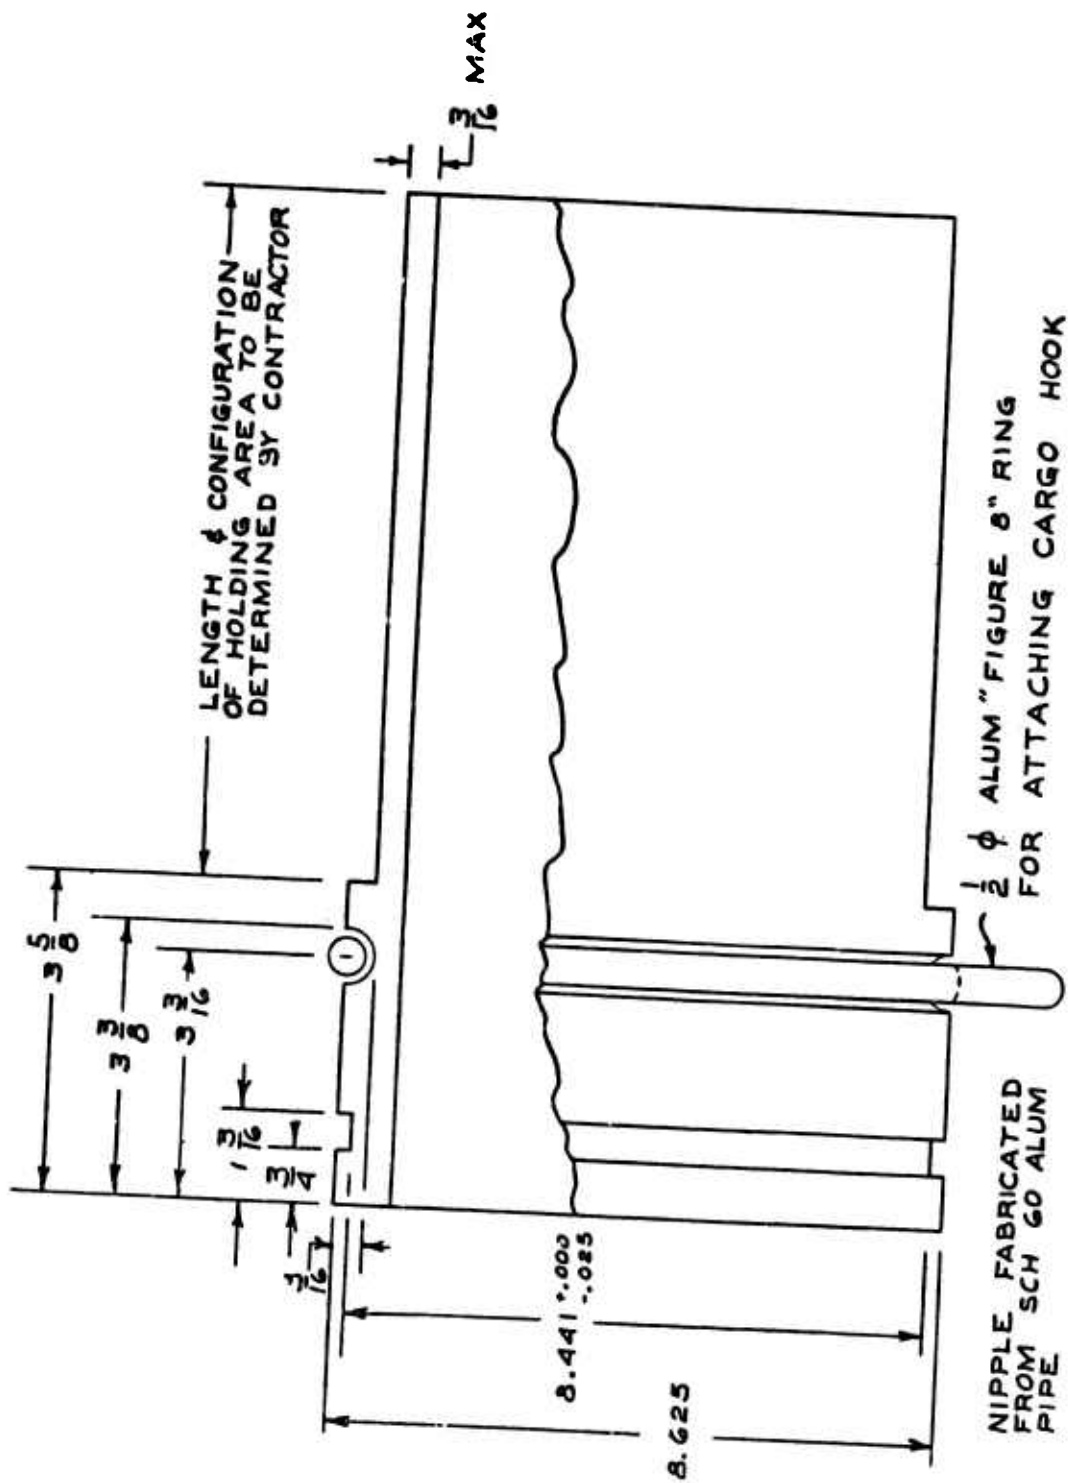 3 5/8
3 3/8
3 3/16
1 3/16
3/4
3/16
LENGTH & CONFIGURATION
OF HOLDING AREA TO BE
DETERMINED BY CONTRACTOR
3/16 MAX
8.441 +.000 -.025
8.625
1/2 ϕ ALUM "FIGURE 8" RING
FOR ATTACHING CARGO HOOK
NIPPLE FABRICATED
FROM SCH 60 ALUM
PIPE